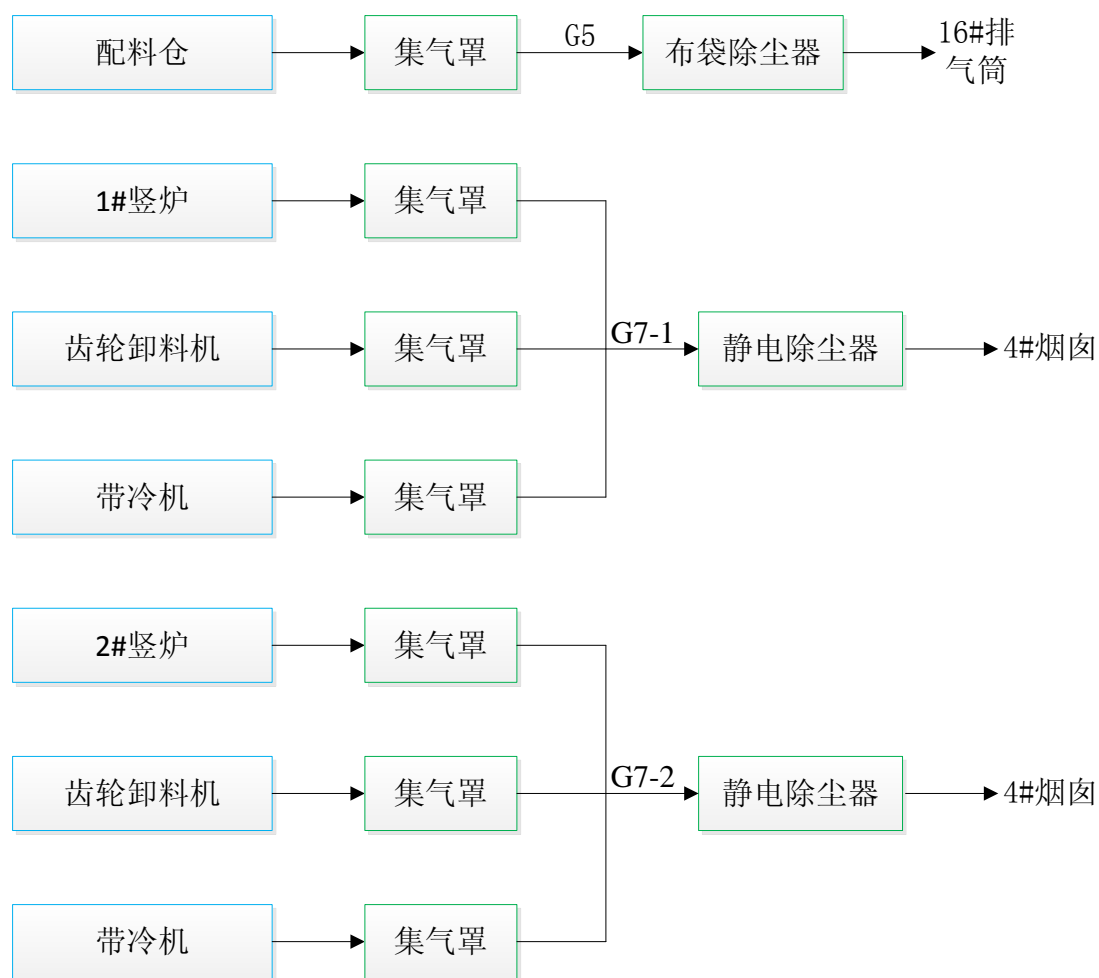 配料仓
集气罩
G5
布袋除尘器
16#排
气筒
1#竖炉
集气罩
齿轮卸料机
集气罩
G7-1
静电除尘器
4#烟囱
带冷机
集气罩
2#竖炉
集气罩
齿轮卸料机
集气罩
G7-2
静电除尘器
4#烟囱
带冷机
集气罩